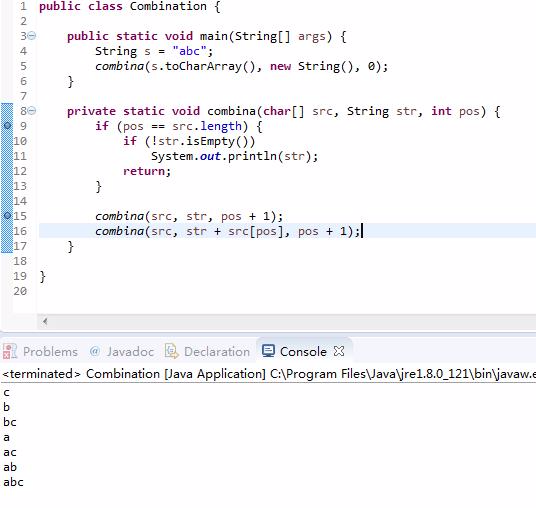 1 public class Combination {
2
3 public static void main(String[] args) {
4 String s = "abc";
5 combina(s.toCharArray(), new String(), 0);
6 }
7
8 private static void combina(char[] src, String str, int pos) {
9 if (pos == src.length) {
10 if (!str.isEmpty())
11 System.out.println(str);
12 return;
13 }
14
15 combina(src, str, pos + 1);
16 combina(src, str + src[pos], pos + 1);
17 }
18
19 }
20
Problems @ Javadoc Declaration Console
<terminated> Combination [Java Application] C:\Program Files\Java\jre1.8.0_121\bin\javaw.e
c
b
bc
a
ac
ab
abc